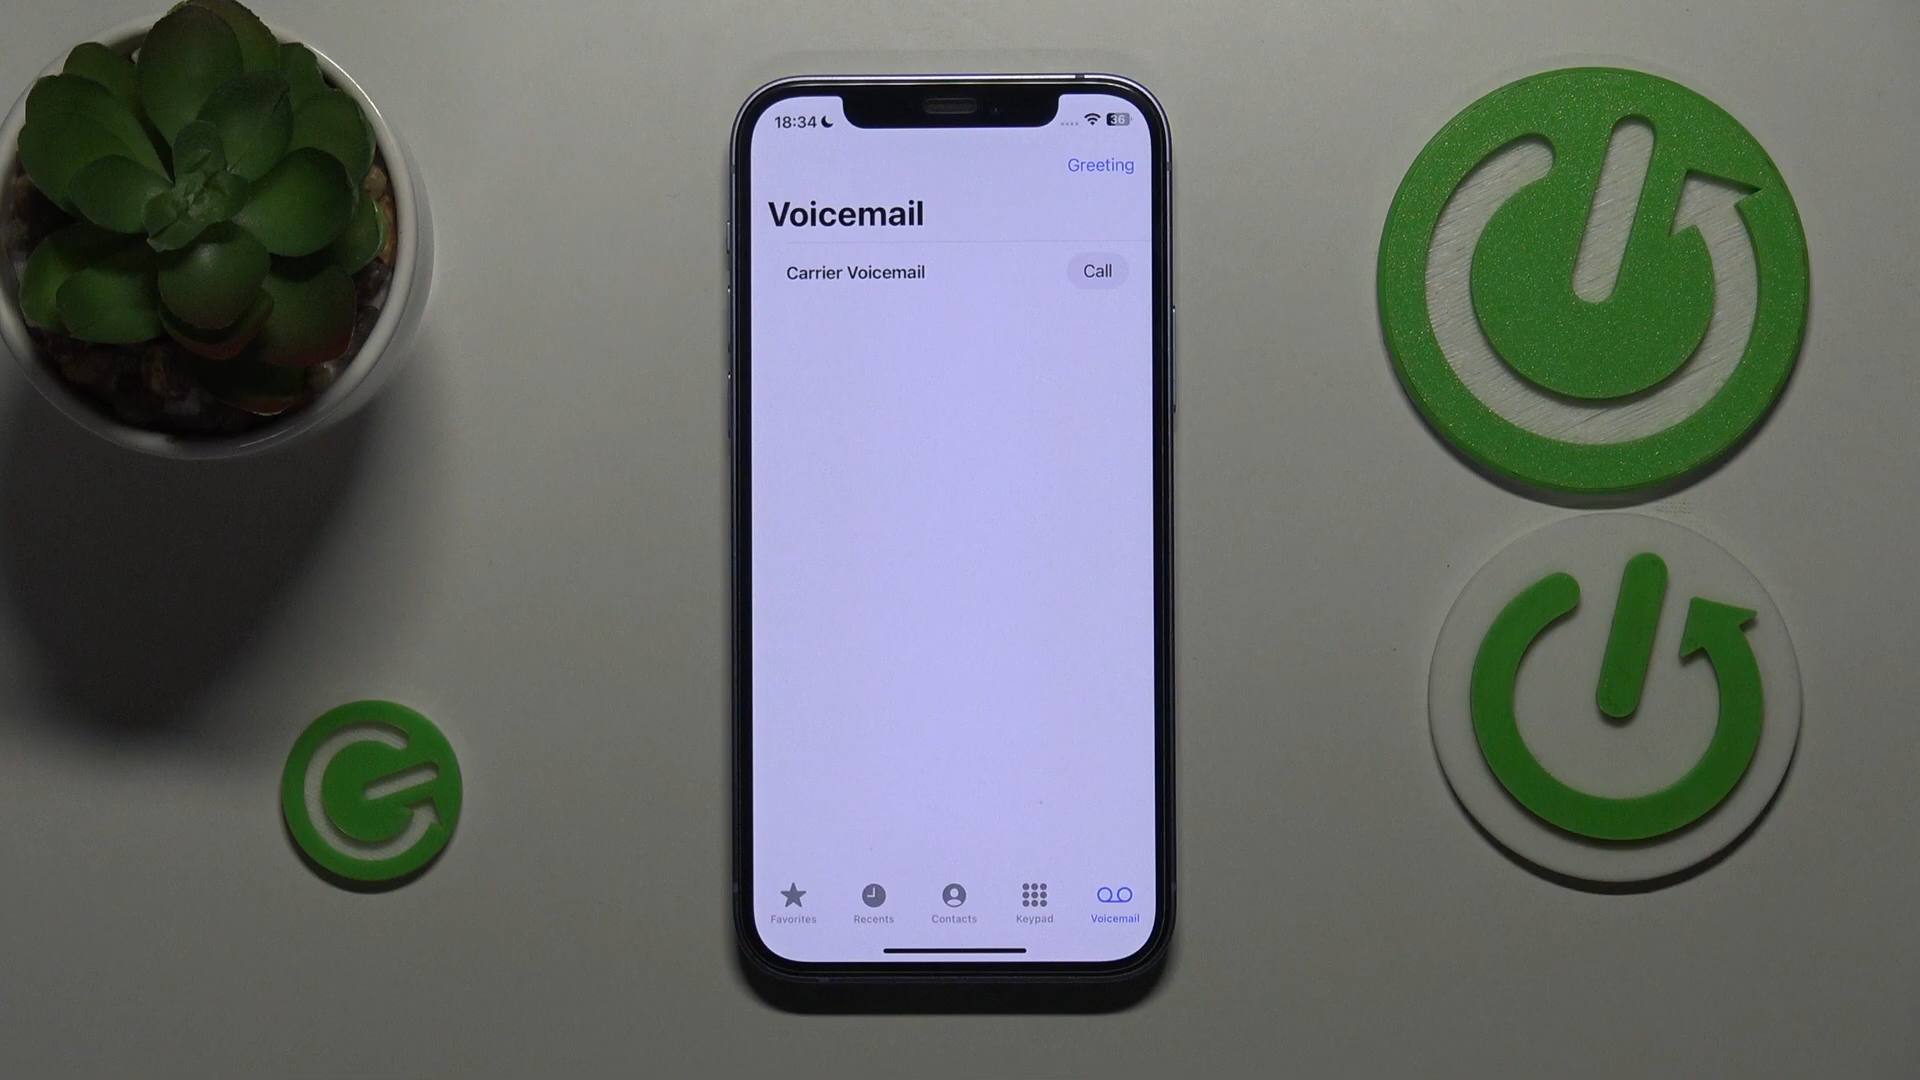 18:34
36
Greeting
Voicemail
Carrier Voicemail
Call
Favorites
Recents
Contacts
Keypad
Voicemail